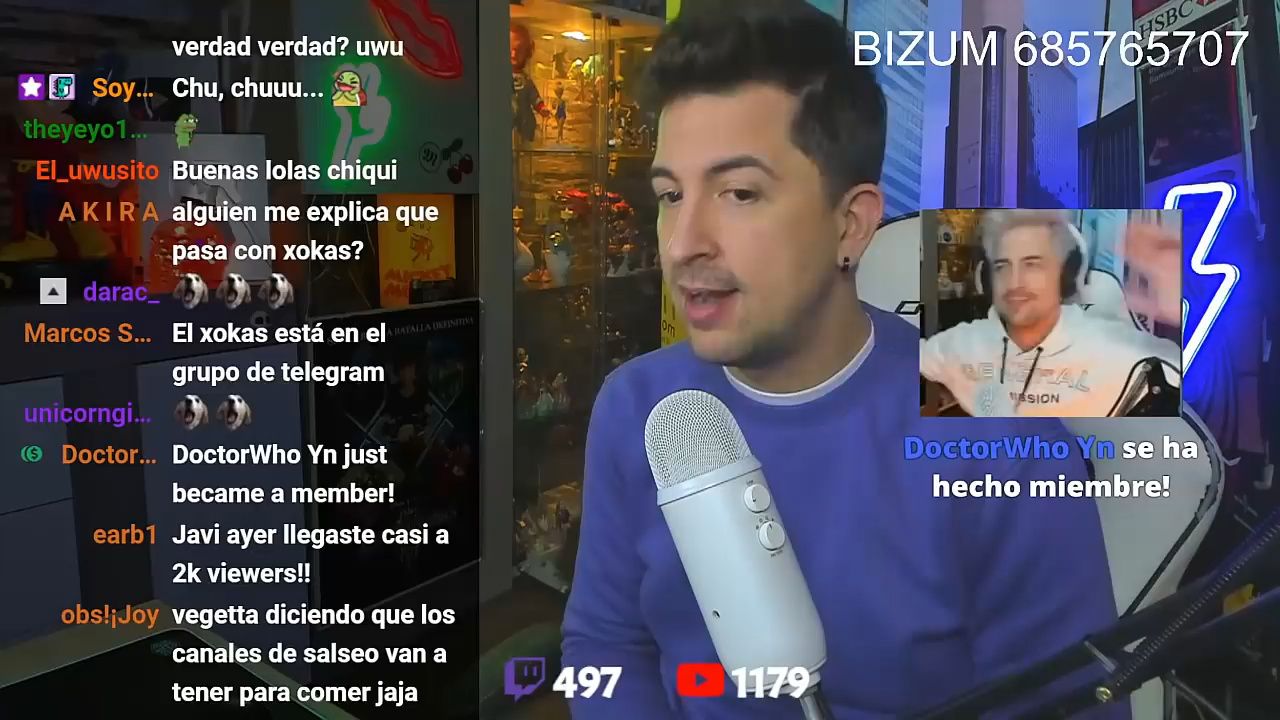 verdad verdad? uwu
Soy... Chu, chuuu...
theyeyo1...
El_uwusito Buenas lolas chiqui
A K I R A alguien me explica que
pasa con xokas?
darac_
Marcos S... El xokas está en el
grupo de telegram
unicorngi...
Doctor... DoctorWho Yn just
became a member!
earb1 Javi ayer llegaste casi a
2k viewers!!
obs!¡Joy vegetta diciendo que los
canales de salseo van a
tener para comer jaja
BATALLA DEFINITIVA
BIZUM 685765707
HSBC
DoctorWho Yn se ha
hecho miembre!
497
1179